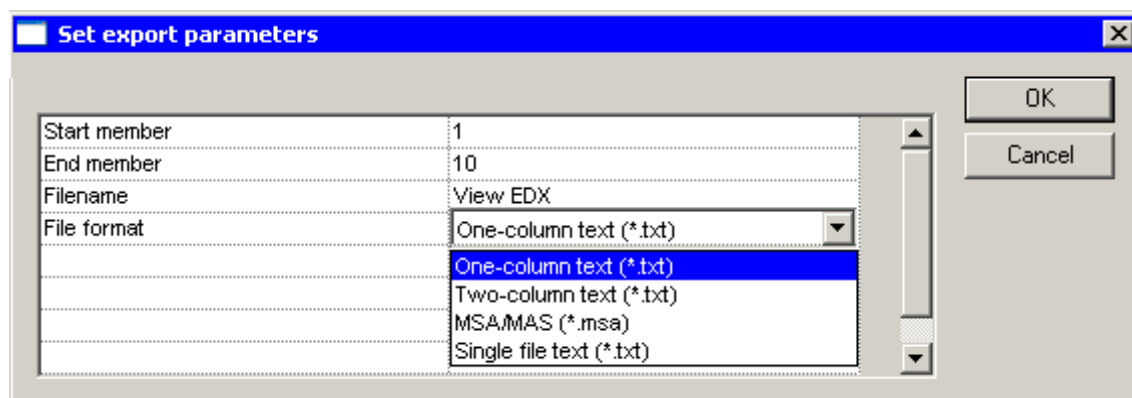 Set export parameters
OK
Cancel
Start member 1
End member 10
Filename View EDX
File format One-column text (*.txt)
One-column text (*.txt)
Two-column text (*.txt)
MSA/MAS (*.msa)
Single file text (*.txt)